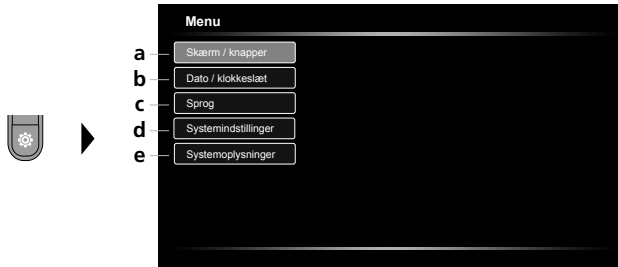 Menu
a Skærm / knapper
b Dato / klokkeslæt
c Sprog
d Systemindstillinger
e Systemoplysninger